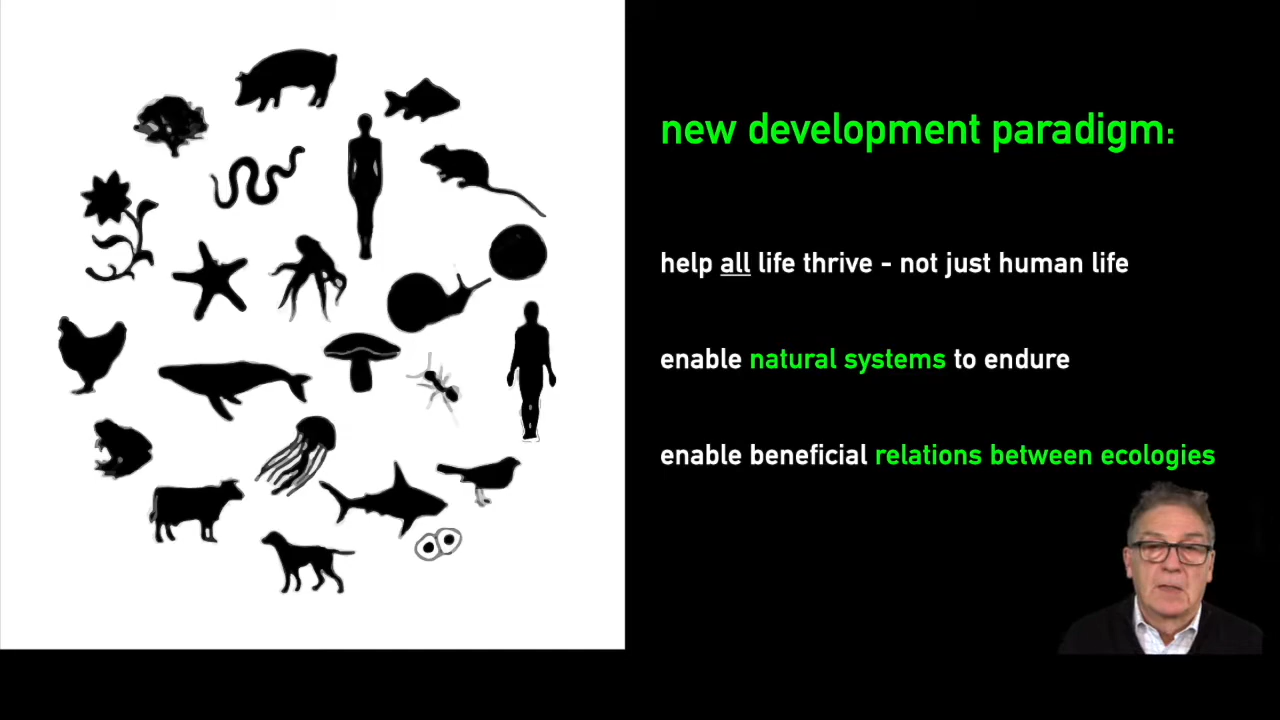 new development paradigm:
help all life thrive - not just human life
enable natural systems to endure
enable beneficial relations between ecologies